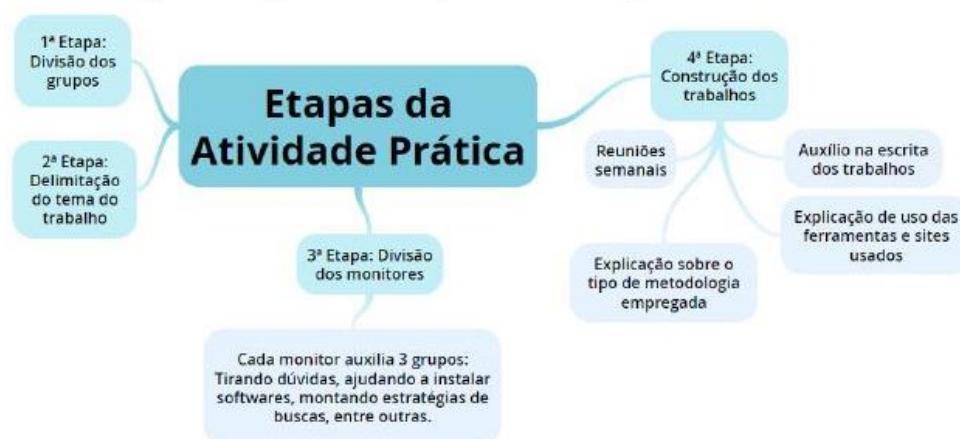 Etapas da
Atividade Prática
1ª Etapa:
Divisão dos
grupos
2ª Etapa:
Delimitação
do tema do
trabalho
3ª Etapa: Divisão
dos monitores
Cada monitor auxilia 3 grupos:
Tirando dúvidas, ajudando a instalar
softwares, montando estratégias de
buscas, entre outras.
4ª Etapa:
Construção dos
trabalhos
Reuniões
semanais
Explicação sobre o
tipo de metodologia
empregada
Auxílio na escrita
dos trabalhos
Explicação de uso das
ferramentas e sites
usados